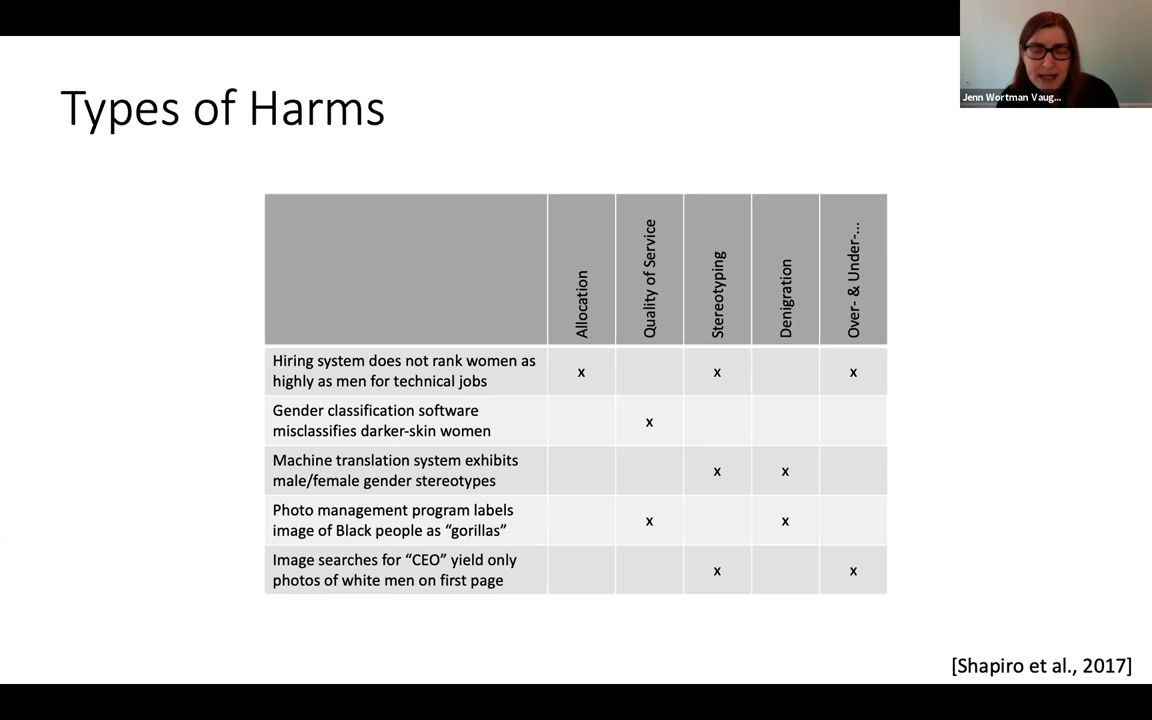 Jenn Wortman Vaug...
Types of Harms
Allocation
Quality of Service
Stereotyping
Denigration
Over- & Under-...
Hiring system does not rank women as
highly as men for technical jobs
x x x
Gender classification software
misclassifies darker-skin women
x
Machine translation system exhibits
male/female gender stereotypes
x x
Photo management program labels
image of Black people as “gorillas”
x x
Image searches for “CEO” yield only
photos of white men on first page
x x
[Shapiro et al., 2017]